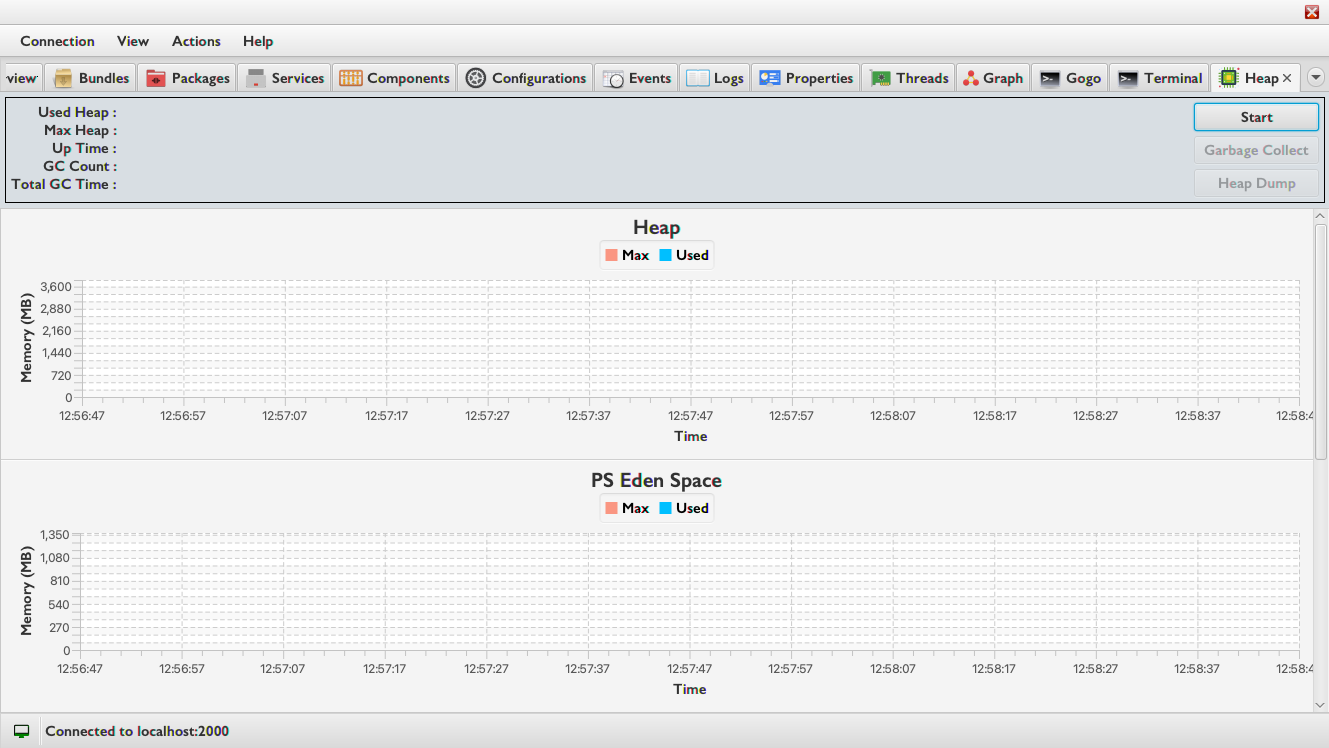 Connection View Actions Help
view Bundles Packages Services Components Configurations Events Logs Properties Threads Graph Gogo Terminal Heap
Used Heap :
Max Heap :
Up Time :
GC Count :
Total GC Time :
Start
Garbage Collect
Heap Dump
Heap
Max Used
Memory (MB)
3,600
2,880
2,160
1,440
720
0
12:56:47 12:56:57 12:57:07 12:57:17 12:57:27 12:57:37 12:57:47 12:57:57 12:58:07 12:58:17 12:58:27 12:58:37 12:58:4
Time
PS Eden Space
Max Used
Memory (MB)
1,350
1,080
810
540
270
0
12:56:47 12:56:57 12:57:07 12:57:17 12:57:27 12:57:37 12:57:47 12:57:57 12:58:07 12:58:17 12:58:27 12:58:37 12:58:4
Time
Connected to localhost:2000